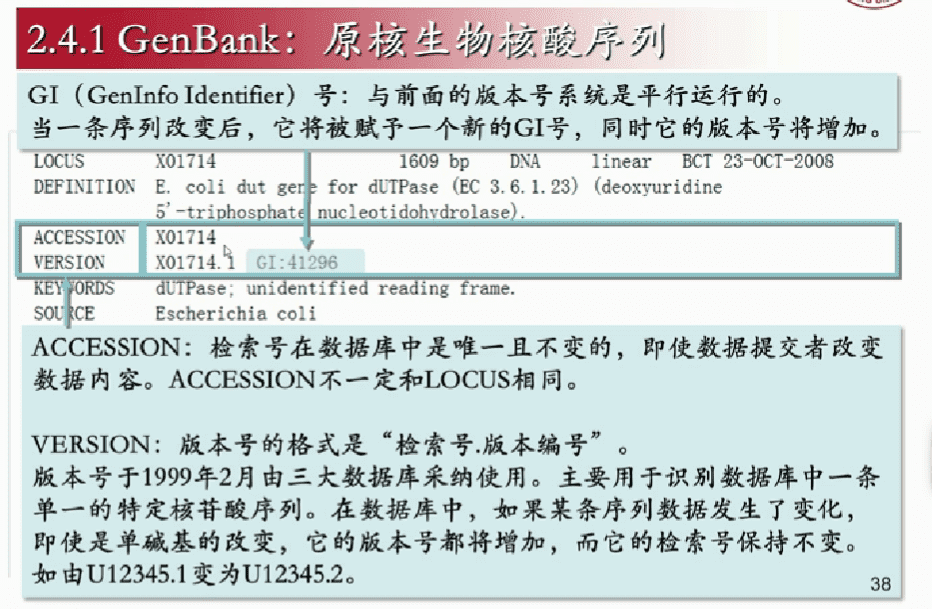 2.4.1 GenBank：原核生物核酸序列
GI（GenInfo Identifier）号：与前面的版本号系统是平行运行的。
当一条序列改变后，它将被赋予一个新的GI号，同时它的版本号将增加。
LOCUS X01714 1609 bp DNA linear BCT 23-OCT-2008
DEFINITION E. coli dut gene for dUTPase (EC 3.6.1.23) (deoxyuridine
5'-triphosphate nucleotidohydrolase).
ACCESSION X01714
VERSION X01714.1 GI:41296
KEYWORDS dUTPase; unidentified reading frame.
SOURCE Escherichia coli
ACCESSION：检索号在数据库中是唯一且不变的，即使数据提交者改变
数据内容。ACCESSION不一定和LOCUS相同。
VERSION：版本号的格式是“检索号.版本编号”。
版本号于1999年2月由三大数据库采纳使用。主要用于识别数据库中一条
单一的特定核苷酸序列。在数据库中，如果某条序列数据发生了变化，
即使是单碱基的改变，它的版本号都将增加，而它的检索号保持不变。
如由U12345.1变为U12345.2。
38